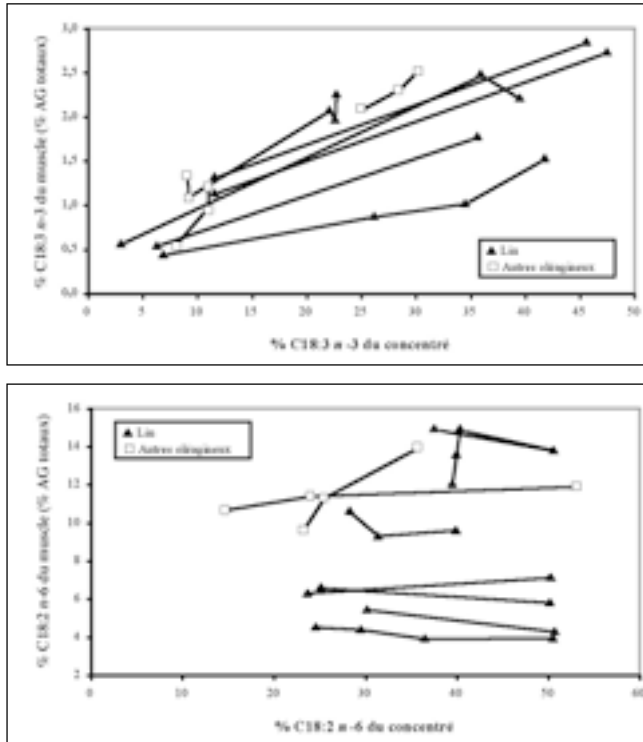 % C18:3 n-3 du muscle (% AG totaux)
3,0
2,5
2,0
1,5
1,0
0,5
0,0
0 5 10 15 20 25 30 35 40 45 50
Lin
Autres oléagineux
% C18:3 n -3 du concentré
% C18:2 n-6 du muscle (% AG totaux)
16
14
12
10
8
6
4
2
0 10 20 30 40 50 60
Lin
Autres oléagineux
% C18:2 n -6 du concentré